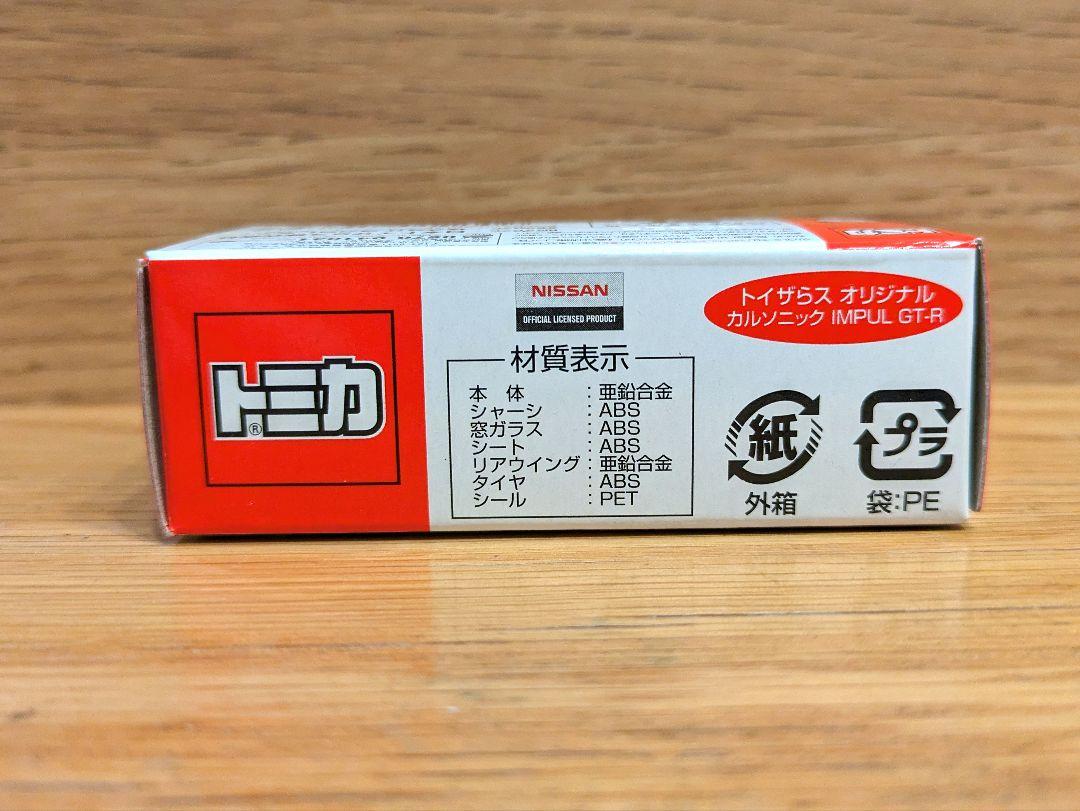 トミカ
®
NISSAN
OFFICIAL LICENSED PRODUCT
トイザらス オリジナル
カルソニック IMPUL GT-R
材質表示
本 体 : 亜鉛合金
シャーシ : ABS
窓ガラス : ABS
シート : ABS
リアウイング : 亜鉛合金
タイヤ : ABS
シール : PET
紙
外箱
プラ
袋:PE